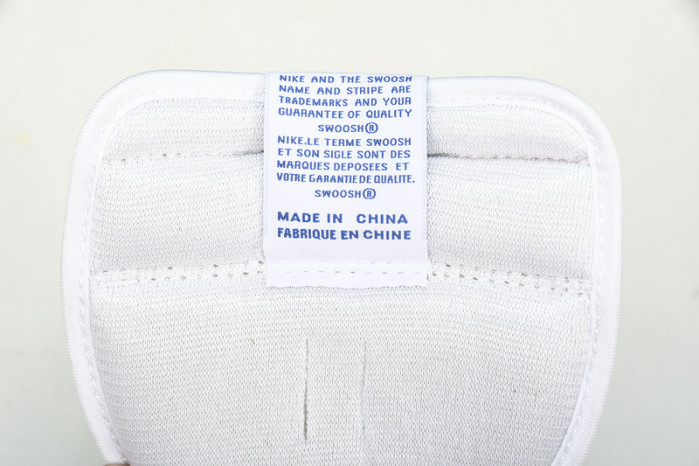 NIKE AND THE SWOOSH
NAME AND STRIPE ARE
TRADEMARKS AND YOUR
GUARANTEE OF QUALITY
SWOOSH®
NIKE.LE TERME SWOOSH
ET SON SIGLE SONT DES
MARQUES DEPOSEES ET
VOTRE GARANTIE DE QUALITE.
SWOOSH®
MADE IN CHINA
FABRIQUE EN CHINE